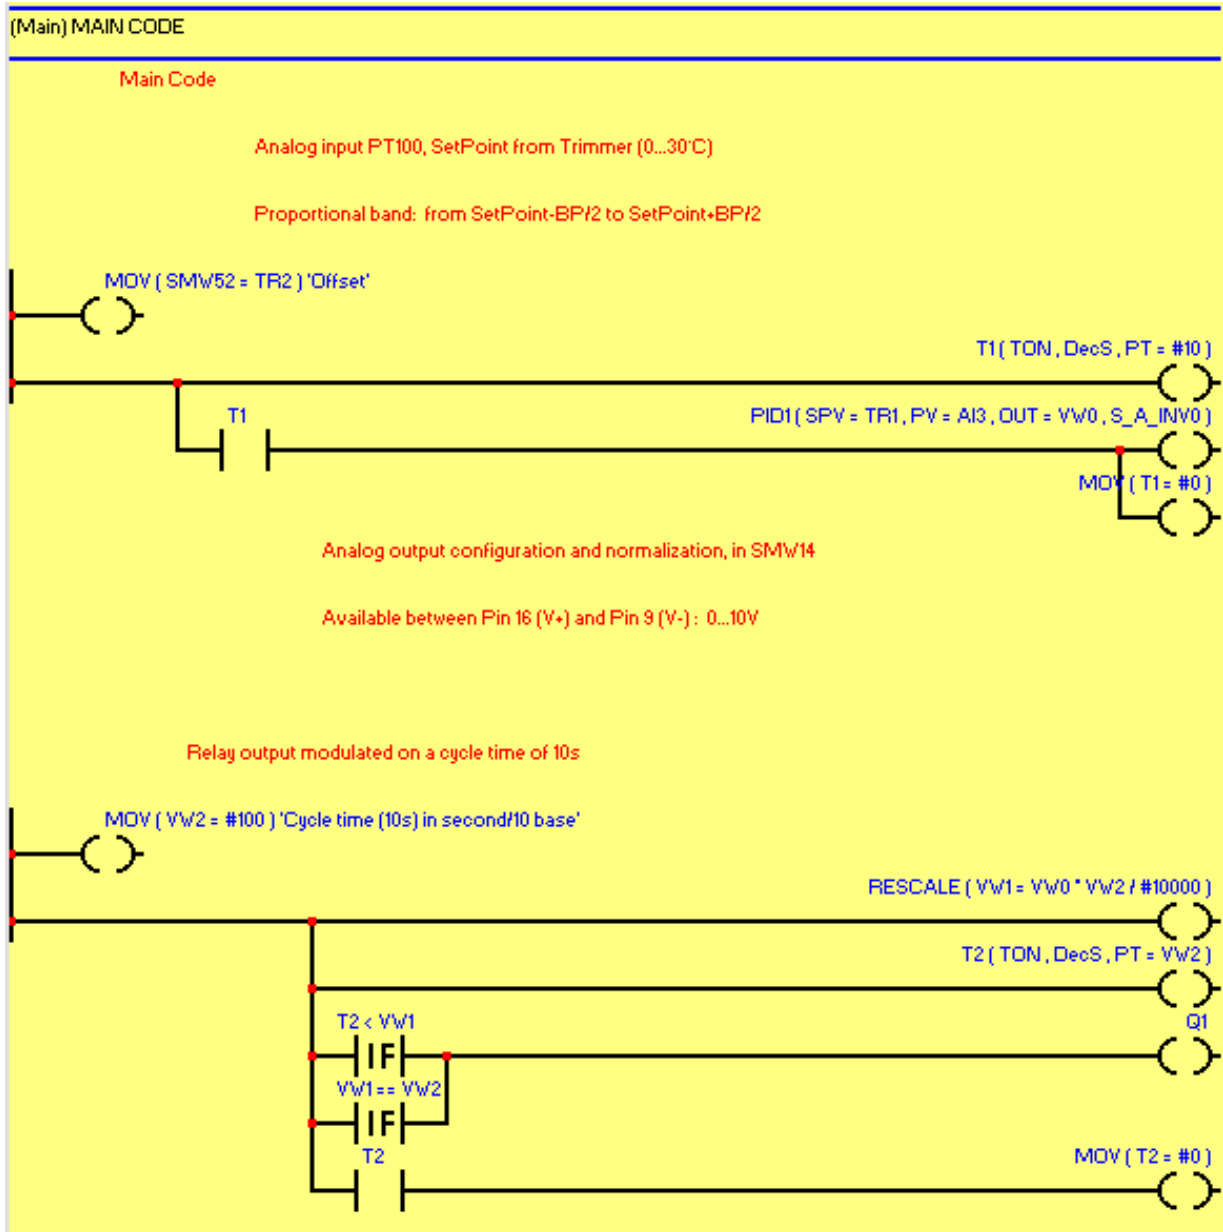 (Main) MAIN CODE
Main Code
Analog input PT100, SetPoint from Trimmer (0...30°C)
Proportional band: from SetPoint-BP/2 to SetPoint+BP/2
MOV ( SMW52 = TR2 ) 'Offset'
T1 ( TON , DecS , PT = #10 )
T1
PID1 ( SPV = TR1 , PV = AI3 , OUT = VW0 , S_A_INV0 )
MOV ( T1 = #0 )
Analog output configuration and normalization, in SMW14
Available between Pin 16 (V+) and Pin 9 (V-) : 0...10V
Relay output modulated on a cycle time of 10s
MOV ( VW2 = #100 ) 'Cycle time (10s) in second/10 base'
RESCALE ( VW1 = VW0 * VW2 / #10000 )
T2 ( TON , DecS , PT = VW2 )
T2 < VW1
Q1
IF
VW1 == VW2
IF
T2
MOV ( T2 = #0 )